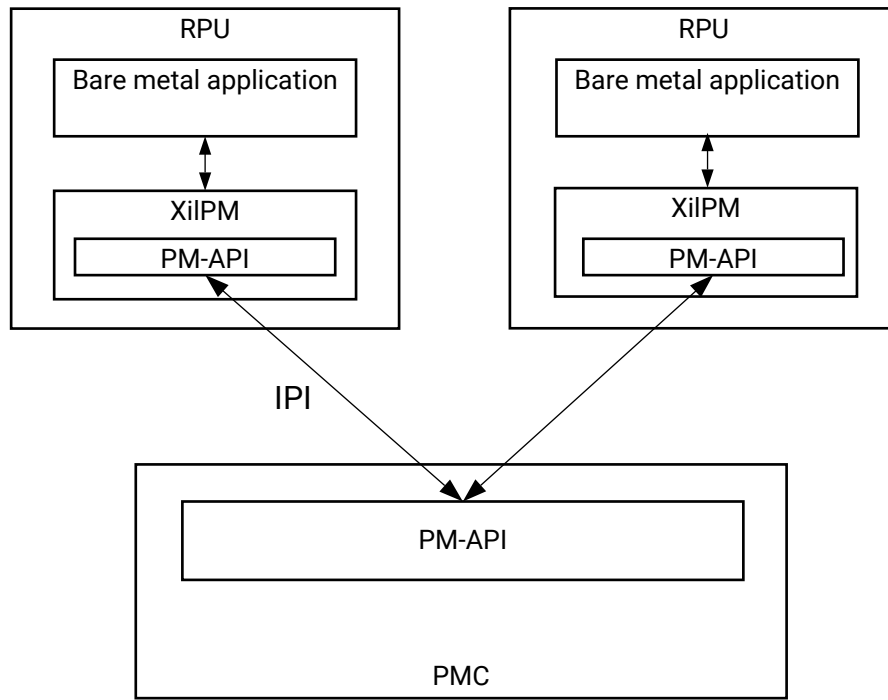 RPU
Bare metal application
XilPM
PM-API
RPU
Bare metal application
XilPM
PM-API
IPI
PM-API
PMC